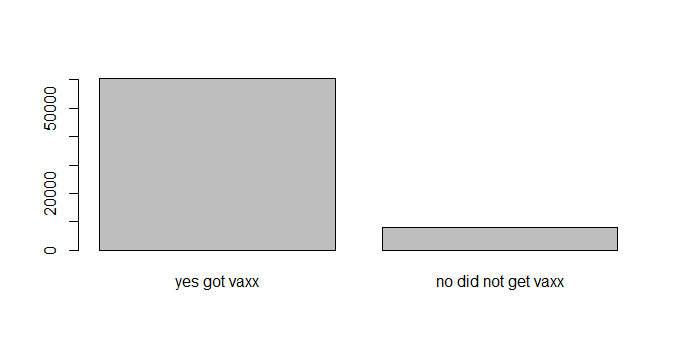 50000
20000
0
yes got vaxx
no did not get vaxx